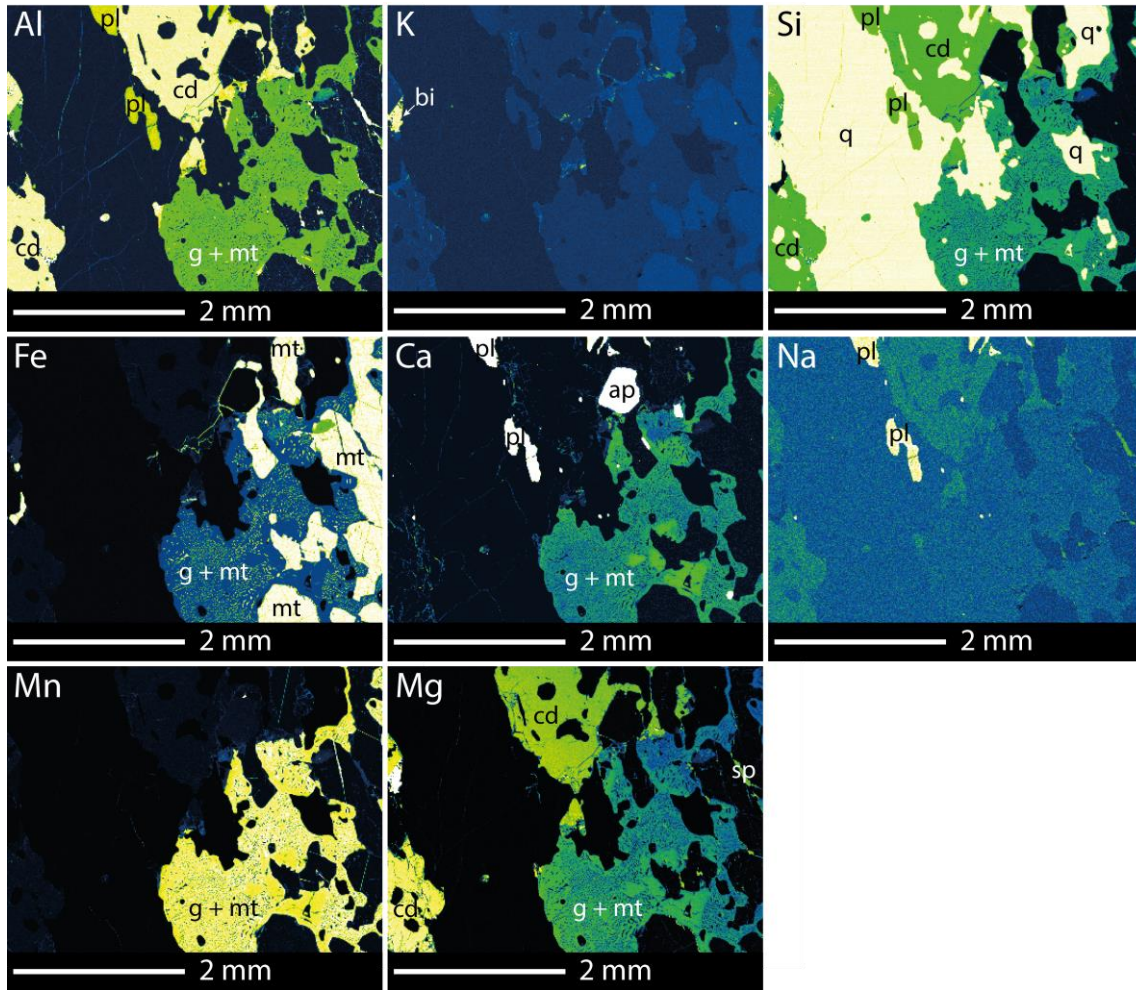 Al
pl
cd
pl
cd
g + mt
2 mm
K
bi
2 mm
Si
pl
cd
q
pl
q
q
cd
g + mt
2 mm
Fe
mt
mt
g + mt
mt
2 mm
Ca
pl
ap
pl
g + mt
2 mm
Na
pl
pl
2 mm
Mn
g + mt
2 mm
Mg
cd
sp
cd
g + mt
2 mm